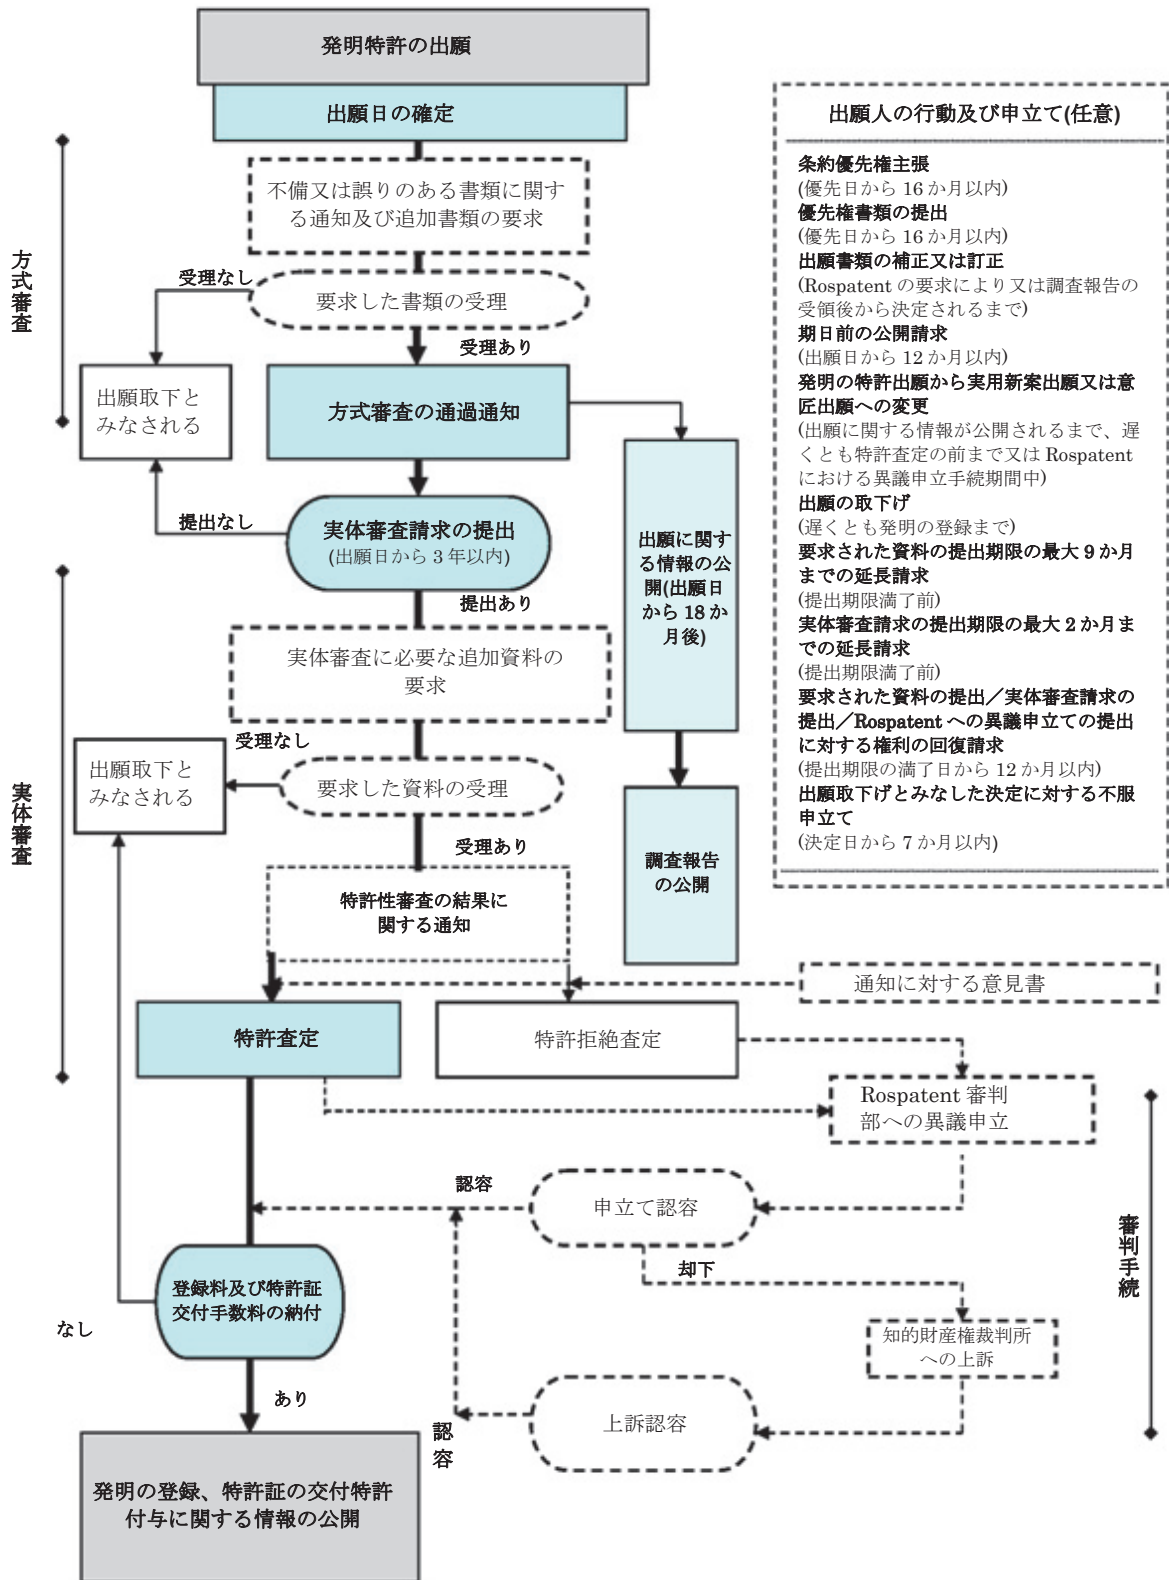 発明特許の出願
出願日の確定
不備又は誤りのある書類に関す
る通知及び追加書類の要求
方式審査
受理なし
要求した書類の受理
受理あり
出願取下と
みなされる
方式審査の通過通知
提出なし
実体審査請求の提出
(出願日から 3 年以内)
提出あり
出願に関す
る情報の公
開(出願日
から 18 か
月後)
実体審査に必要な追加資料の
要求
実体審査
受理なし
出願取下と
みなされる
要求した資料の受理
受理あり
調査報告
の公開
特許性審査の結果に
関する通知
通知に対する意見書
特許査定
特許拒絶査定
Rospatent 審判
部への異議申立
認容
申立て認容
却下
審判手続
登録料及び特許証
交付手数料の納付
なし
知的財産権裁判所
への上訴
あり
上訴認容
認容
発明の登録、特許証の交付特許
付与に関する情報の公開
出願人の行動及び申立て(任意)
条約優先権主張
(優先日から 16 か月以内)
優先権書類の提出
(優先日から 16 か月以内)
出願書類の補正又は訂正
(Rospatent の要求により又は調査報告の
受領後から決定されるまで)
期日前の公開請求
(出願日から 12 か月以内)
発明の特許出願から実用新案出願又は意
匠出願への変更
(出願に関する情報が公開されるまで、遅
くとも特許査定の前まで又は Rospatent
における異議申立手続期間中)
出願の取下げ
(遅くとも発明の登録まで)
要求された資料の提出期限の最大 9 か月
までの延長請求
(提出期限満了前)
実体審査請求の提出期限の最大 2 か月ま
での延長請求
(提出期限満了前)
要求された資料の提出／実体審査請求の
提出／Rospatent への異議申立ての提出
に対する権利の回復請求
(提出期限の満了日から 12 か月以内)
出願取下げとみなした決定に対する不服
申立て
(決定日から 7 か月以内)